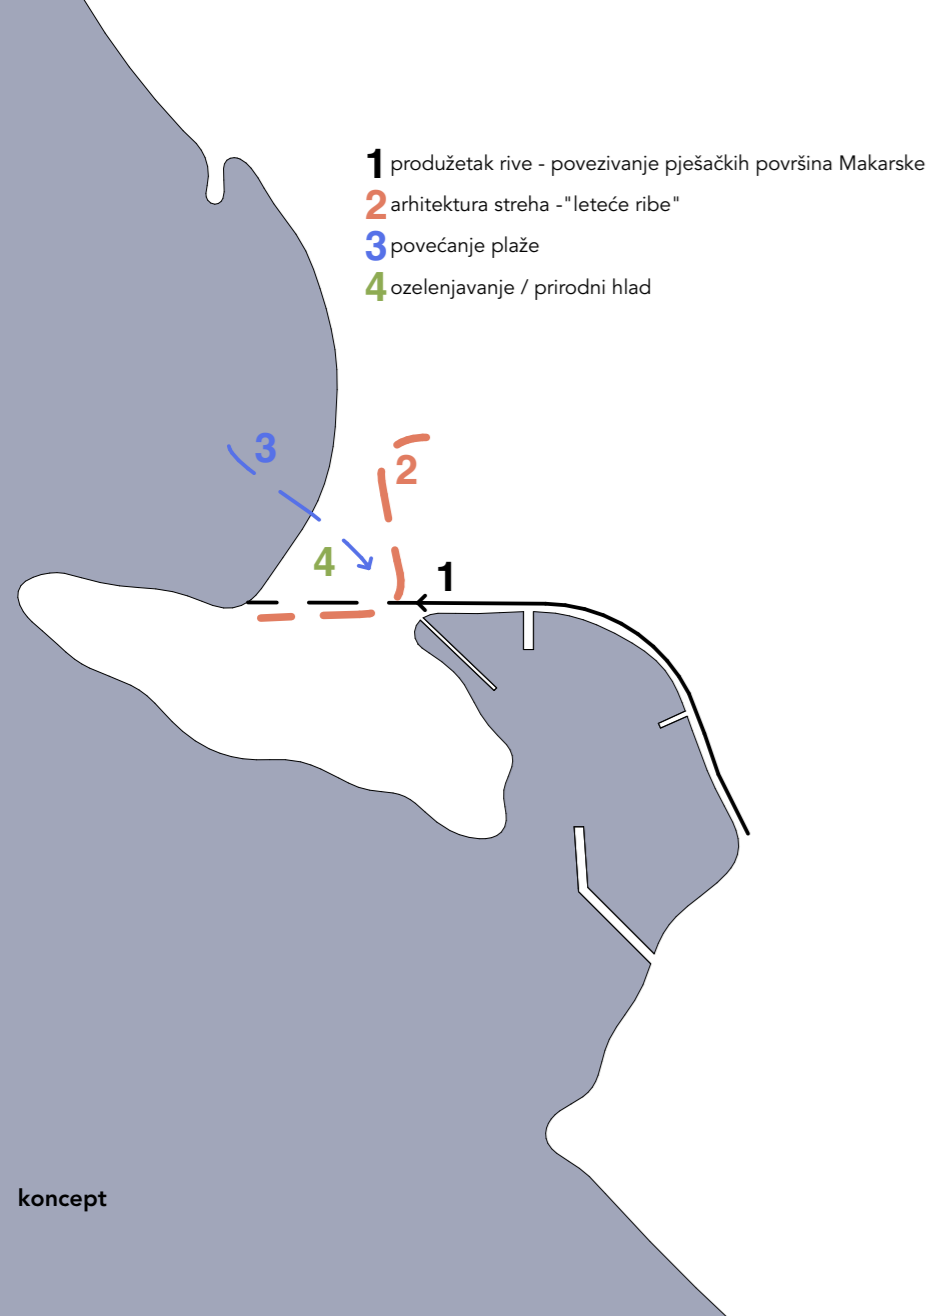 1 produžetak rive - povezivanje pješačkih površina Makarske
2 arhitektura streha -"leteće ribe"
3 povećanje plaže
4 ozelenjavanje / prirodni hlad
3
2
4
1
koncept